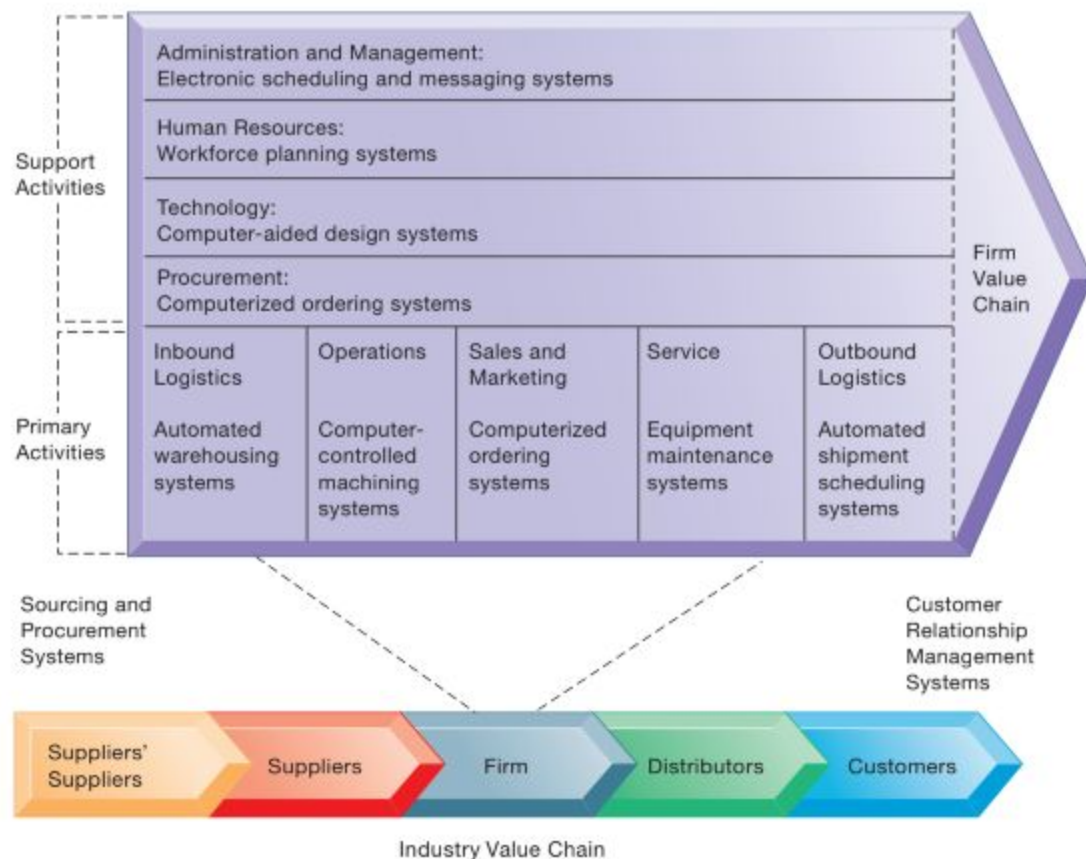 Administration and Management:
Electronic scheduling and messaging systems
Human Resources:
Workforce planning systems
Support
Activities
Technology:
Computer-aided design systems
Procurement:
Computerized ordering systems
Firm
Value
Chain
Primary
Activities
Inbound
Logistics
Automated
warehousing
systems
Operations
Computer-
controlled
machining
systems
Sales and
Marketing
Computerized
ordering
systems
Service
Equipment
maintenance
systems
Outbound
Logistics
Automated
shipment
scheduling
systems
Sourcing and
Procurement
Systems
Customer
Relationship
Management
Systems
Suppliers'
Suppliers
Suppliers
Firm
Distributors
Customers
Industry Value Chain